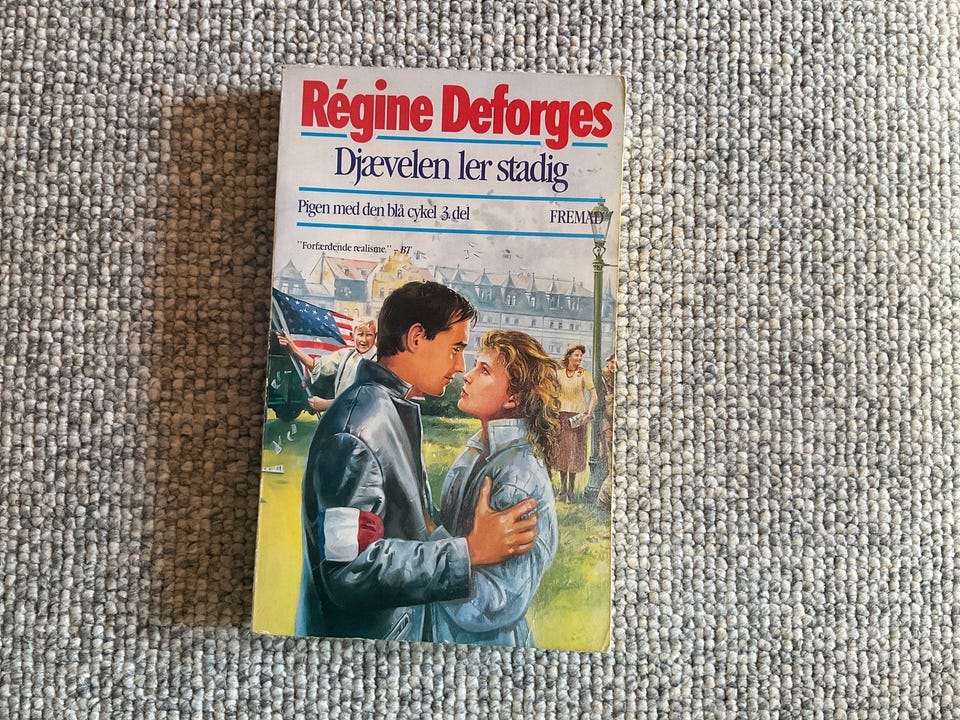 Régine Deforges
Djævelen ler stadig
Pigen med den blå cykel 3. del FREMAD
"Forfærdende realisme." - BT